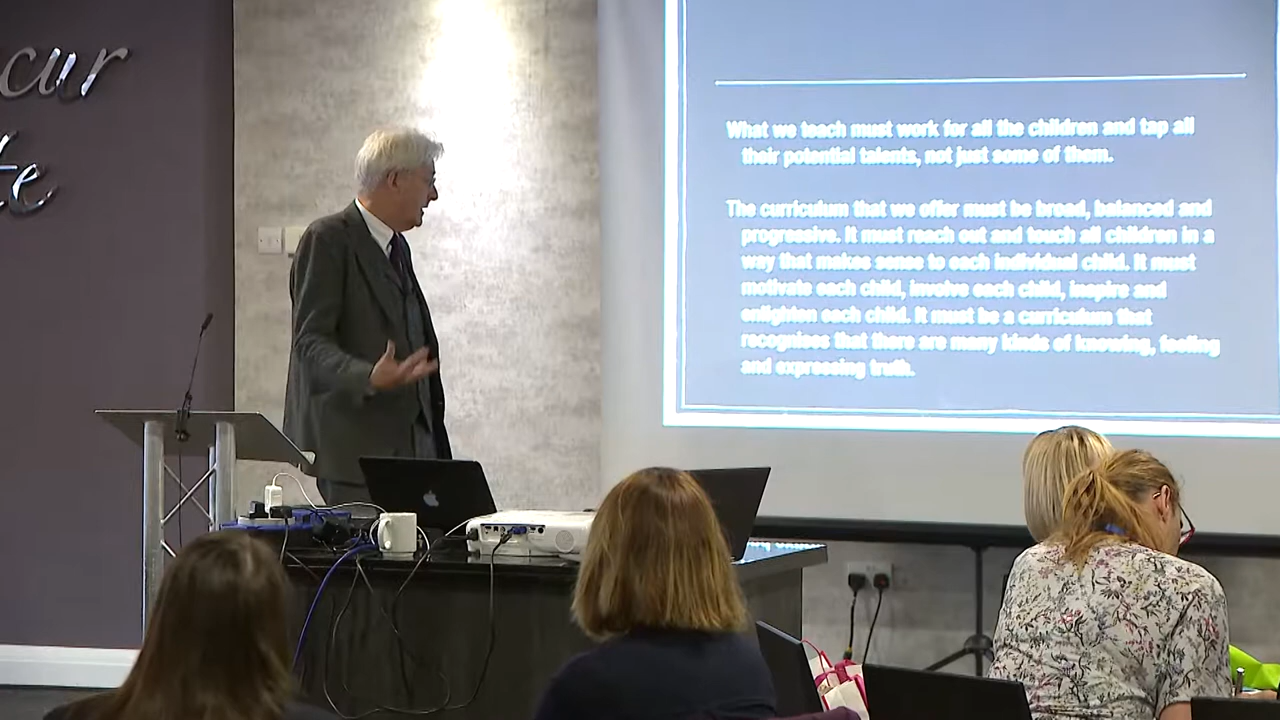 cur
te
What we teach must work for all the children and tap all
their potential talents, not just some of them.
The curriculum that we offer must be broad, balanced and
progressive. It must reach out and touch all children in a
way that makes sense to each individual child. It must
motivate each child, involve each child, inspire and
enlighten each child. It must be a curriculum that
recognises that there are many kinds of knowing, feeling
and expressing truth.